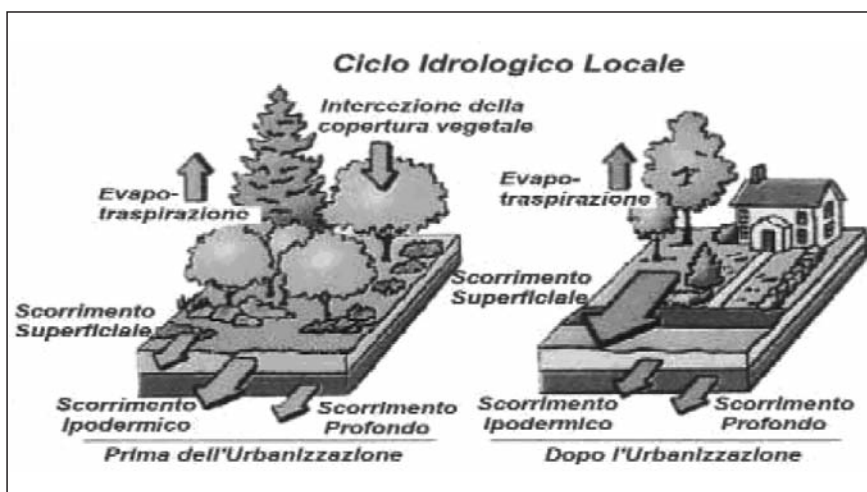 Ciclo Idrologico Locale
Intercezione della
copertura vegetale
Evapo-
traspirazione
Scorrimento
Superficiale
Scorrimento
Ipodermico
Scorrimento
Profondo
Prima dell'Urbanizzazione
Evapo-
traspirazione
Scorrimento
Superficiale
Scorrimento
Ipodermico
Scorrimento
Profondo
Dopo l'Urbanizzazione